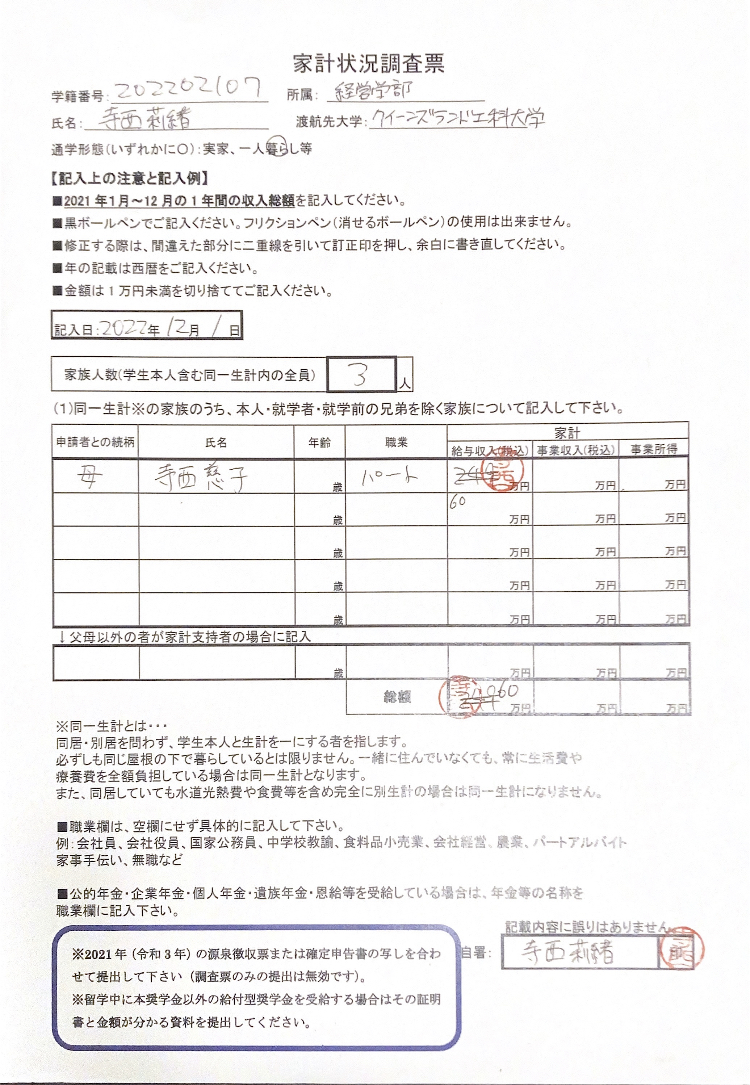 家計状況調査票
学籍番号: 202202107 所属: 経営学部
氏名: 寺西莉緒 渡航先大学: クイーンズランド工科大学
通学形態(いずれかに○):実家、一人暮らし等
【記入上の注意と記入例】
■2021年1月～12月の1年間の収入総額を記入してください。
■黒ボールペンでご記入ください。フリクションペン(消せるボールペン)の使用は出来ません。
■修正する際は、間違えた部分に二重線を引いて訂正印を押し、余白に書き直してください。
■年の記載は西暦をご記入ください。
■金額は1万円未満を切り捨ててご記入ください。
記入日:2022年 12月 1日
家族人数(学生本人含む同一生計内の全員) 3 人
(1)同一生計※の家族のうち、本人・就学者・就学前の兄弟を除く家族について記入して下さい。
申請者との続柄 氏名 年齢 職業 家計
給与収入(税込) 事業収入(税込) 事業所得
母 寺西慈子 歳 パート 万円 万円 万円
60
歳 万円 万円 万円
歳 万円 万円 万円
歳 万円 万円 万円
歳 万円 万円 万円
↓父母以外の者が家計支持者の場合に記入
歳 万円 万円 万円
総額 60 万円 万円 万円
※同一生計とは・・・
同居・別居を問わず、学生本人と生計を一にする者を指します。
必ずしも同じ屋根の下で暮らしているとは限りません。一緒に住んでいなくても、常に生活費や
療養費を全額負担している場合は同一生計となります。
また、同居していても水道光熱費や食費等を含め完全に別生計の場合は同一生計になりません。
■職業欄は、空欄にせず具体的に記入して下さい。
例:会社員、会社役員、国家公務員、中学校教諭、食料品小売業、会社経営、農業、パートアルバイト
家事手伝い、無職など
■公的年金・企業年金・個人年金・遺族年金・恩給等を受給している場合は、年金等の名称を
職業欄に記入下さい。
記載内容に誤りはありません。
自署: 寺西莉緒
※2021年(令和3年)の源泉徴収票または確定申告書の写しを合わ
せて提出して下さい(調査票のみの提出は無効です)。
※留学中に本奨学金以外の給付型奨学金を受給する場合はその証明
書と金額が分かる資料を提出してください。